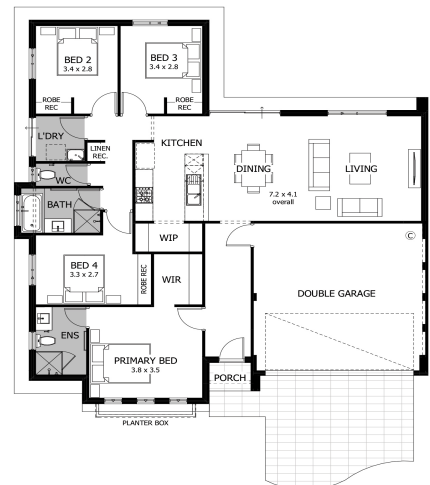 BED 2
3.4 x 2.8
BED 3
3.4 x 2.8
ROBE
REC
ROBE
REC
L'DRY
LINEN
REC.
KITCHEN
WC
DINING
LIVING
7.2 x 4.1
overall
BATH
WIP
©
BED 4
3.3 x 2.7
ROBE REC
WIR
DOUBLE GARAGE
ENS
PRIMARY BED
3.8 x 3.5
PORCH
PLANTER BOX